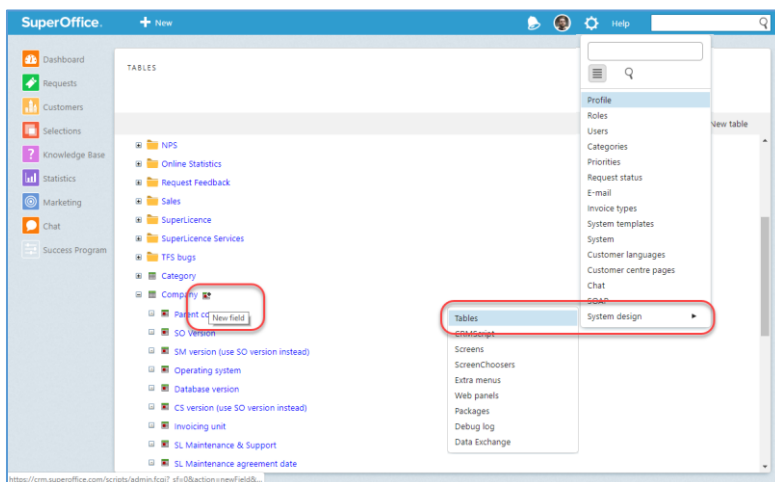 SuperOffice.
New
Help
Dashboard
Requests
Customers
Selections
Knowledge Base
Statistics
Marketing
Chat
Success Program
TABLES
New table
NPS
Online Statistics
Request Feedback
Sales
SuperLicence
SuperLicence Services
TFS bugs
Category
Company
Parent co
New field
SO Version
SM version (use SO version instead)
Operating system
Database version
CS version (use SO version instead)
Invoicing unit
SL Maintenance & Support
SL Maintenance agreement date
Profile
Roles
Users
Categories
Priorities
Request status
E-mail
Invoice types
System templates
System
Customer languages
Customer centre pages
Chat
SOAP
System design
Tables
CRMScript
Screens
ScreenChoosers
Extra menus
Web panels
Packages
Debug log
Data Exchange
https://crm.superoffice.com/scripts/admin.fcgi?_sf=0&action=newField&...